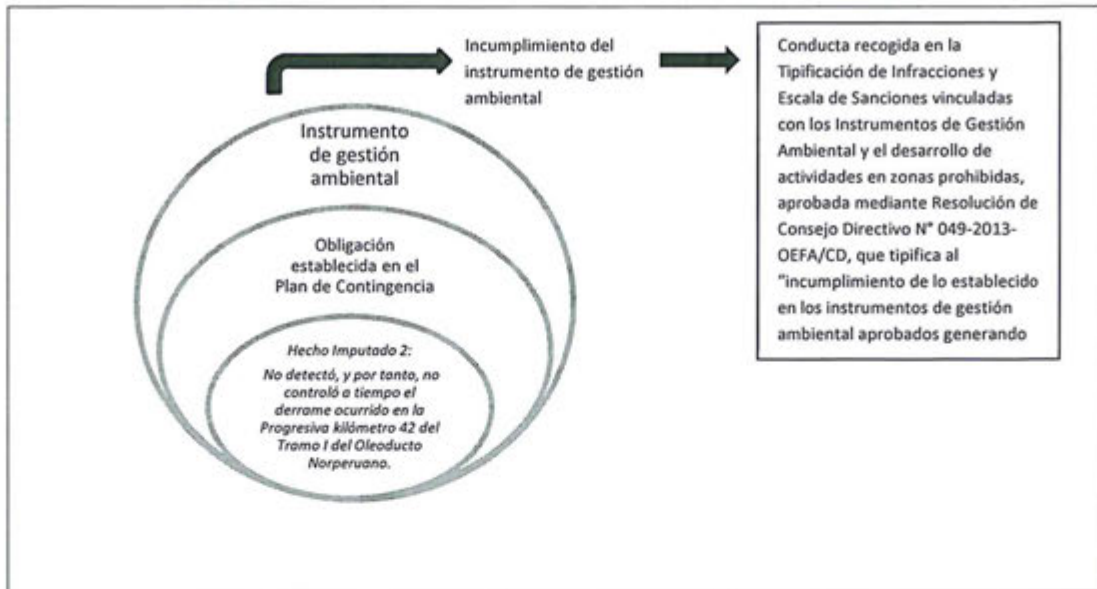 Incumplimiento del
instrumento de gestión
ambiental
Conducta recogida en la
Tipificación de Infracciones y
Escala de Sanciones vinculadas
con los Instrumentos de Gestión
Ambiental y el desarrollo de
actividades en zonas prohibidas,
aprobada mediante Resolución de
Consejo Directivo N° 049-2013-
OEFA/CD, que tipifica al
"incumplimiento de lo establecido
en los instrumentos de gestión
ambiental aprobados generando
Instrumento
de gestión
ambiental
Obligación
establecida en el
Plan de Contingencia
Hecho Imputado 2:
No detectó, y por tanto, no
controló a tiempo el
derrame ocurrido en la
Progresiva kilómetro 42 del
Tramo I del Oleoducto
Norperuano.